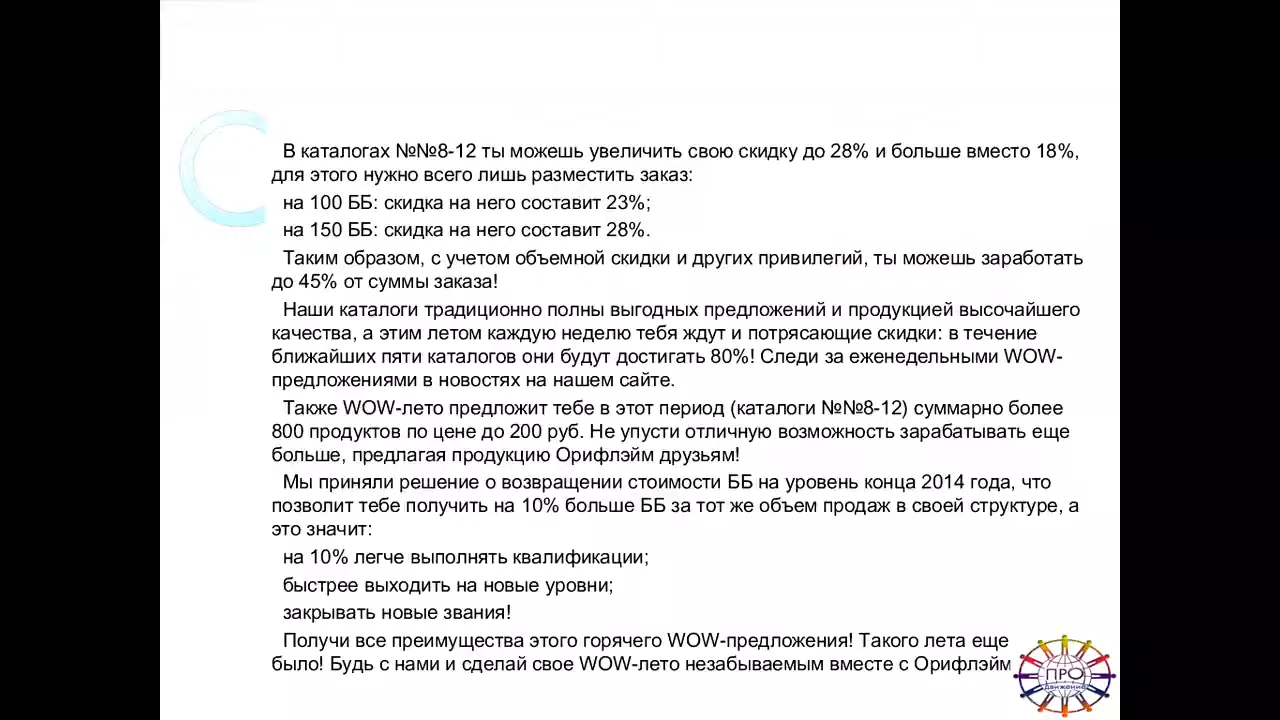 В каталогах №№8-12 ты можешь увеличить свою скидку до 28% и больше вместо 18%,
для этого нужно всего лишь разместить заказ:
на 100 ББ: скидка на него составит 23%;
на 150 ББ: скидка на него составит 28%.
Таким образом, с учетом объемной скидки и других привилегий, ты можешь заработать
до 45% от суммы заказа!
Наши каталоги традиционно полны выгодных предложений и продукцией высочайшего
качества, а этим летом каждую неделю тебя ждут и потрясающие скидки: в течение
ближайших пяти каталогов они будут достигать 80%! Следи за еженедельными WOW-
предложениями в новостях на нашем сайте.
Также WOW-лето предложит тебе в этот период (каталоги №№8-12) суммарно более
800 продуктов по цене до 200 руб. Не упусти отличную возможность зарабатывать еще
больше, предлагая продукцию Орифлэйм друзьям!
Мы приняли решение о возвращении стоимости ББ на уровень конца 2014 года, что
позволит тебе получить на 10% больше ББ за тот же объем продаж в своей структуре, а
это значит:
на 10% легче выполнять квалификации;
быстрее выходить на новые уровни;
закрывать новые звания!
Получи все преимущества этого горячего WOW-предложения! Такого лета еще
было! Будь с нами и сделай свое WOW-лето незабываемым вместе с Орифлэйм
ПРО
движение